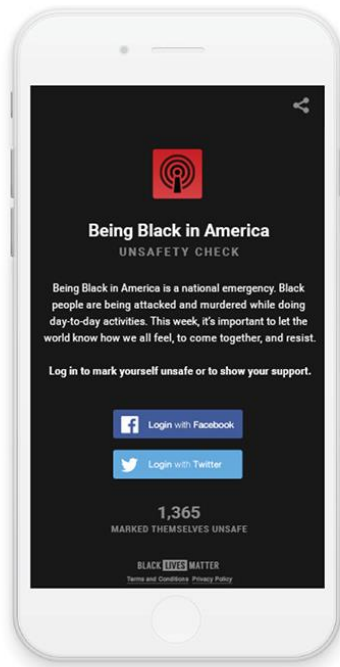 Being Black in America
UNSAFETY CHECK
Being Black in America is a national emergency. Black
people are being attacked and murdered while doing
day-to-day activities. This week, it's important to let the
world know how we all feel, to come together, and resist.
Log in to mark yourself unsafe or to show your support.
Login with Facebook
Login with Twitter
1,365
MARKED THEMSELVES UNSAFE
BLACK LIVES MATTER
Terms and Conditions Privacy Policy